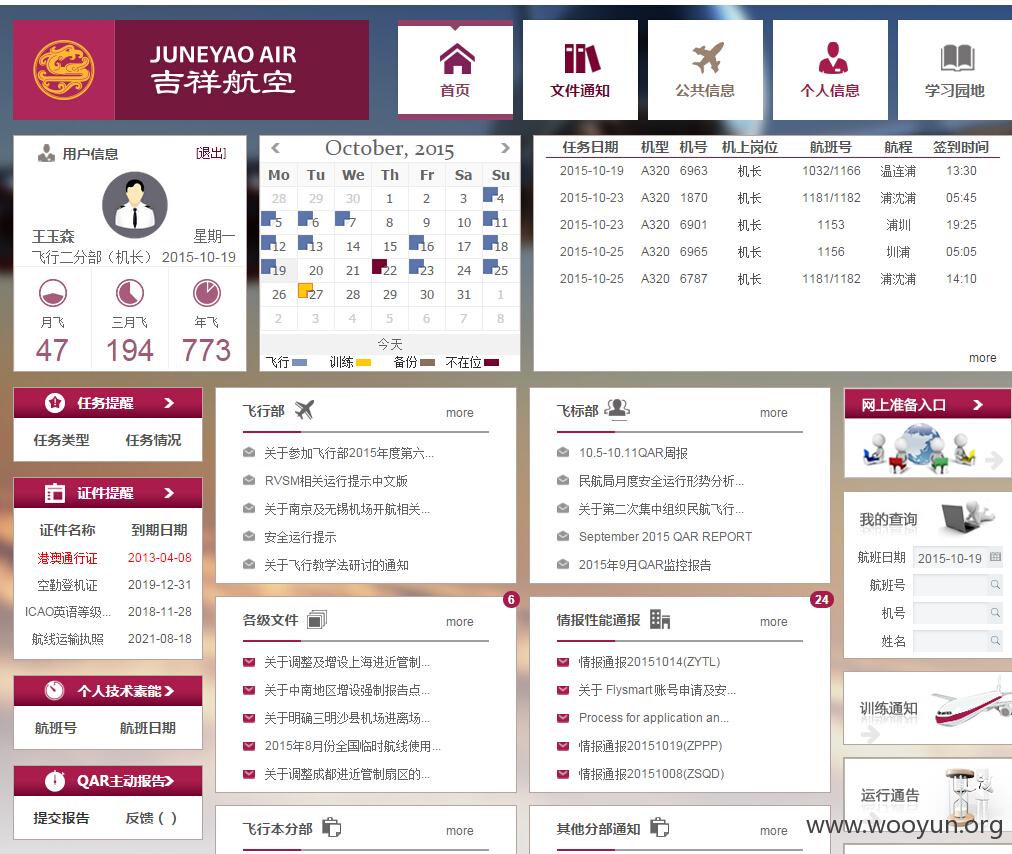 JUNEYAO AIR
吉祥航空
首页
文件通知
公共信息
个人信息
学习园地
用户信息 [退出]
王玉森 星期一
飞行二分部（机长） 2015-10-19
月飞 三月飞 年飞
47 194 773
October, 2015
Mo Tu We Th Fr Sa Su
28 29 30 1 2 3 4
5 6 7 8 9 10 11
12 13 14 15 16 17 18
19 20 21 22 23 24 25
26 27 28 29 30 31 1
2 3 4 5 6 7 8
今天
飞行 训练 备份 不在位
任务日期 机型 机号 机上岗位 航班号 航程 签到时间
2015-10-19 A320 6963 机长 1032/1166 温连浦 13:30
2015-10-23 A320 1870 机长 1181/1182 浦沈浦 05:45
2015-10-23 A320 6901 机长 1153 浦圳 19:25
2015-10-25 A320 6965 机长 1156 圳浦 05:05
2015-10-25 A320 6787 机长 1181/1182 浦沈浦 14:10
more
任务提醒
任务类型 任务情况
证件提醒
证件名称 到期日期
港澳通行证 2013-04-08
空勤登机证 2019-12-31
ICAO英语等级... 2018-11-28
航线运输执照 2021-08-18
个人技术素能
航班号 航班日期
QAR主动报告
提交报告 反馈 ( )
飞行部 more
关于参加飞行部2015年度第六...
RVSM相关运行提示中文版
关于南京及无锡机场开航相关...
安全运行提示
关于飞行教学法研讨的通知
飞标部 more
10.5-10.11QAR周报
民航局月度安全运行形势分析...
关于第二次集中组织民航飞行...
September 2015 QAR REPORT
2015年9月QAR监控报告
各级文件 more
6
关于调整及增设上海进近管制...
关于中南地区增设强制报告点...
关于明确三明沙县机场进离场...
2015年8月份全国临时航线使用...
关于调整成都进近管制扇区的...
情报性能通报 more
24
情报通报20151014(ZYTL)
关于 Flysmart 账号申请及安...
Process for application an...
情报通报20151019(ZPPP)
情报通报20151008(ZSQD)
飞行本分部 more
其他分部通知 more
网上准备入口
我的查询
航班日期 2015-10-19
航班号
机号
姓名
训练通知
运行通告
www.wooyun.org